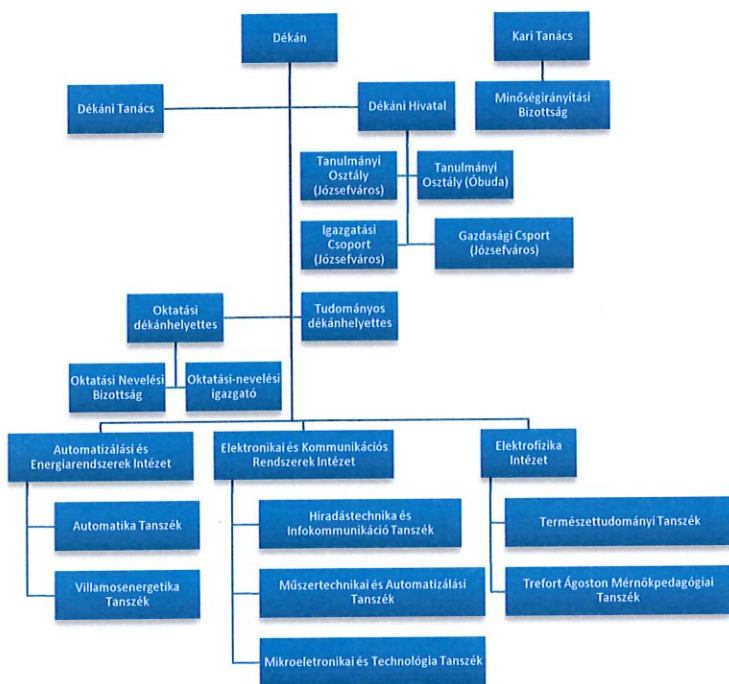 Dékán
Kari Tanács
Dékáni Tanács
Dékáni Hivatal
Minőségirányítási
Bizottság
Tanulmányi
Osztály
(Józsefváros)
Tanulmányi
Osztály (Óbuda)
Igazgatási
Csoport
(Józsefváros)
Gazdasági Csport
(Józsefváros)
Oktatási
dékánhelyettes
Tudományos
dékánhelyettes
Oktatási Nevelési
Bizottság
Oktatási-nevelési
igazgató
Automatizálási és
Energiarendszerek Intézet
Elektronikai és Kommunikációs
Rendszerek Intézet
Elektrofizika
Intézet
Automatika Tanszék
Híradástechnika és
Infokommunikáció Tanszék
Természettudományi Tanszék
Villamosenergetika
Tanszék
Műszertechnikai és Automatizálási
Tanszék
Trefort Ágoston Mérnökpedagógiai
Tanszék
Mikroeletronikai és Technológia Tanszék